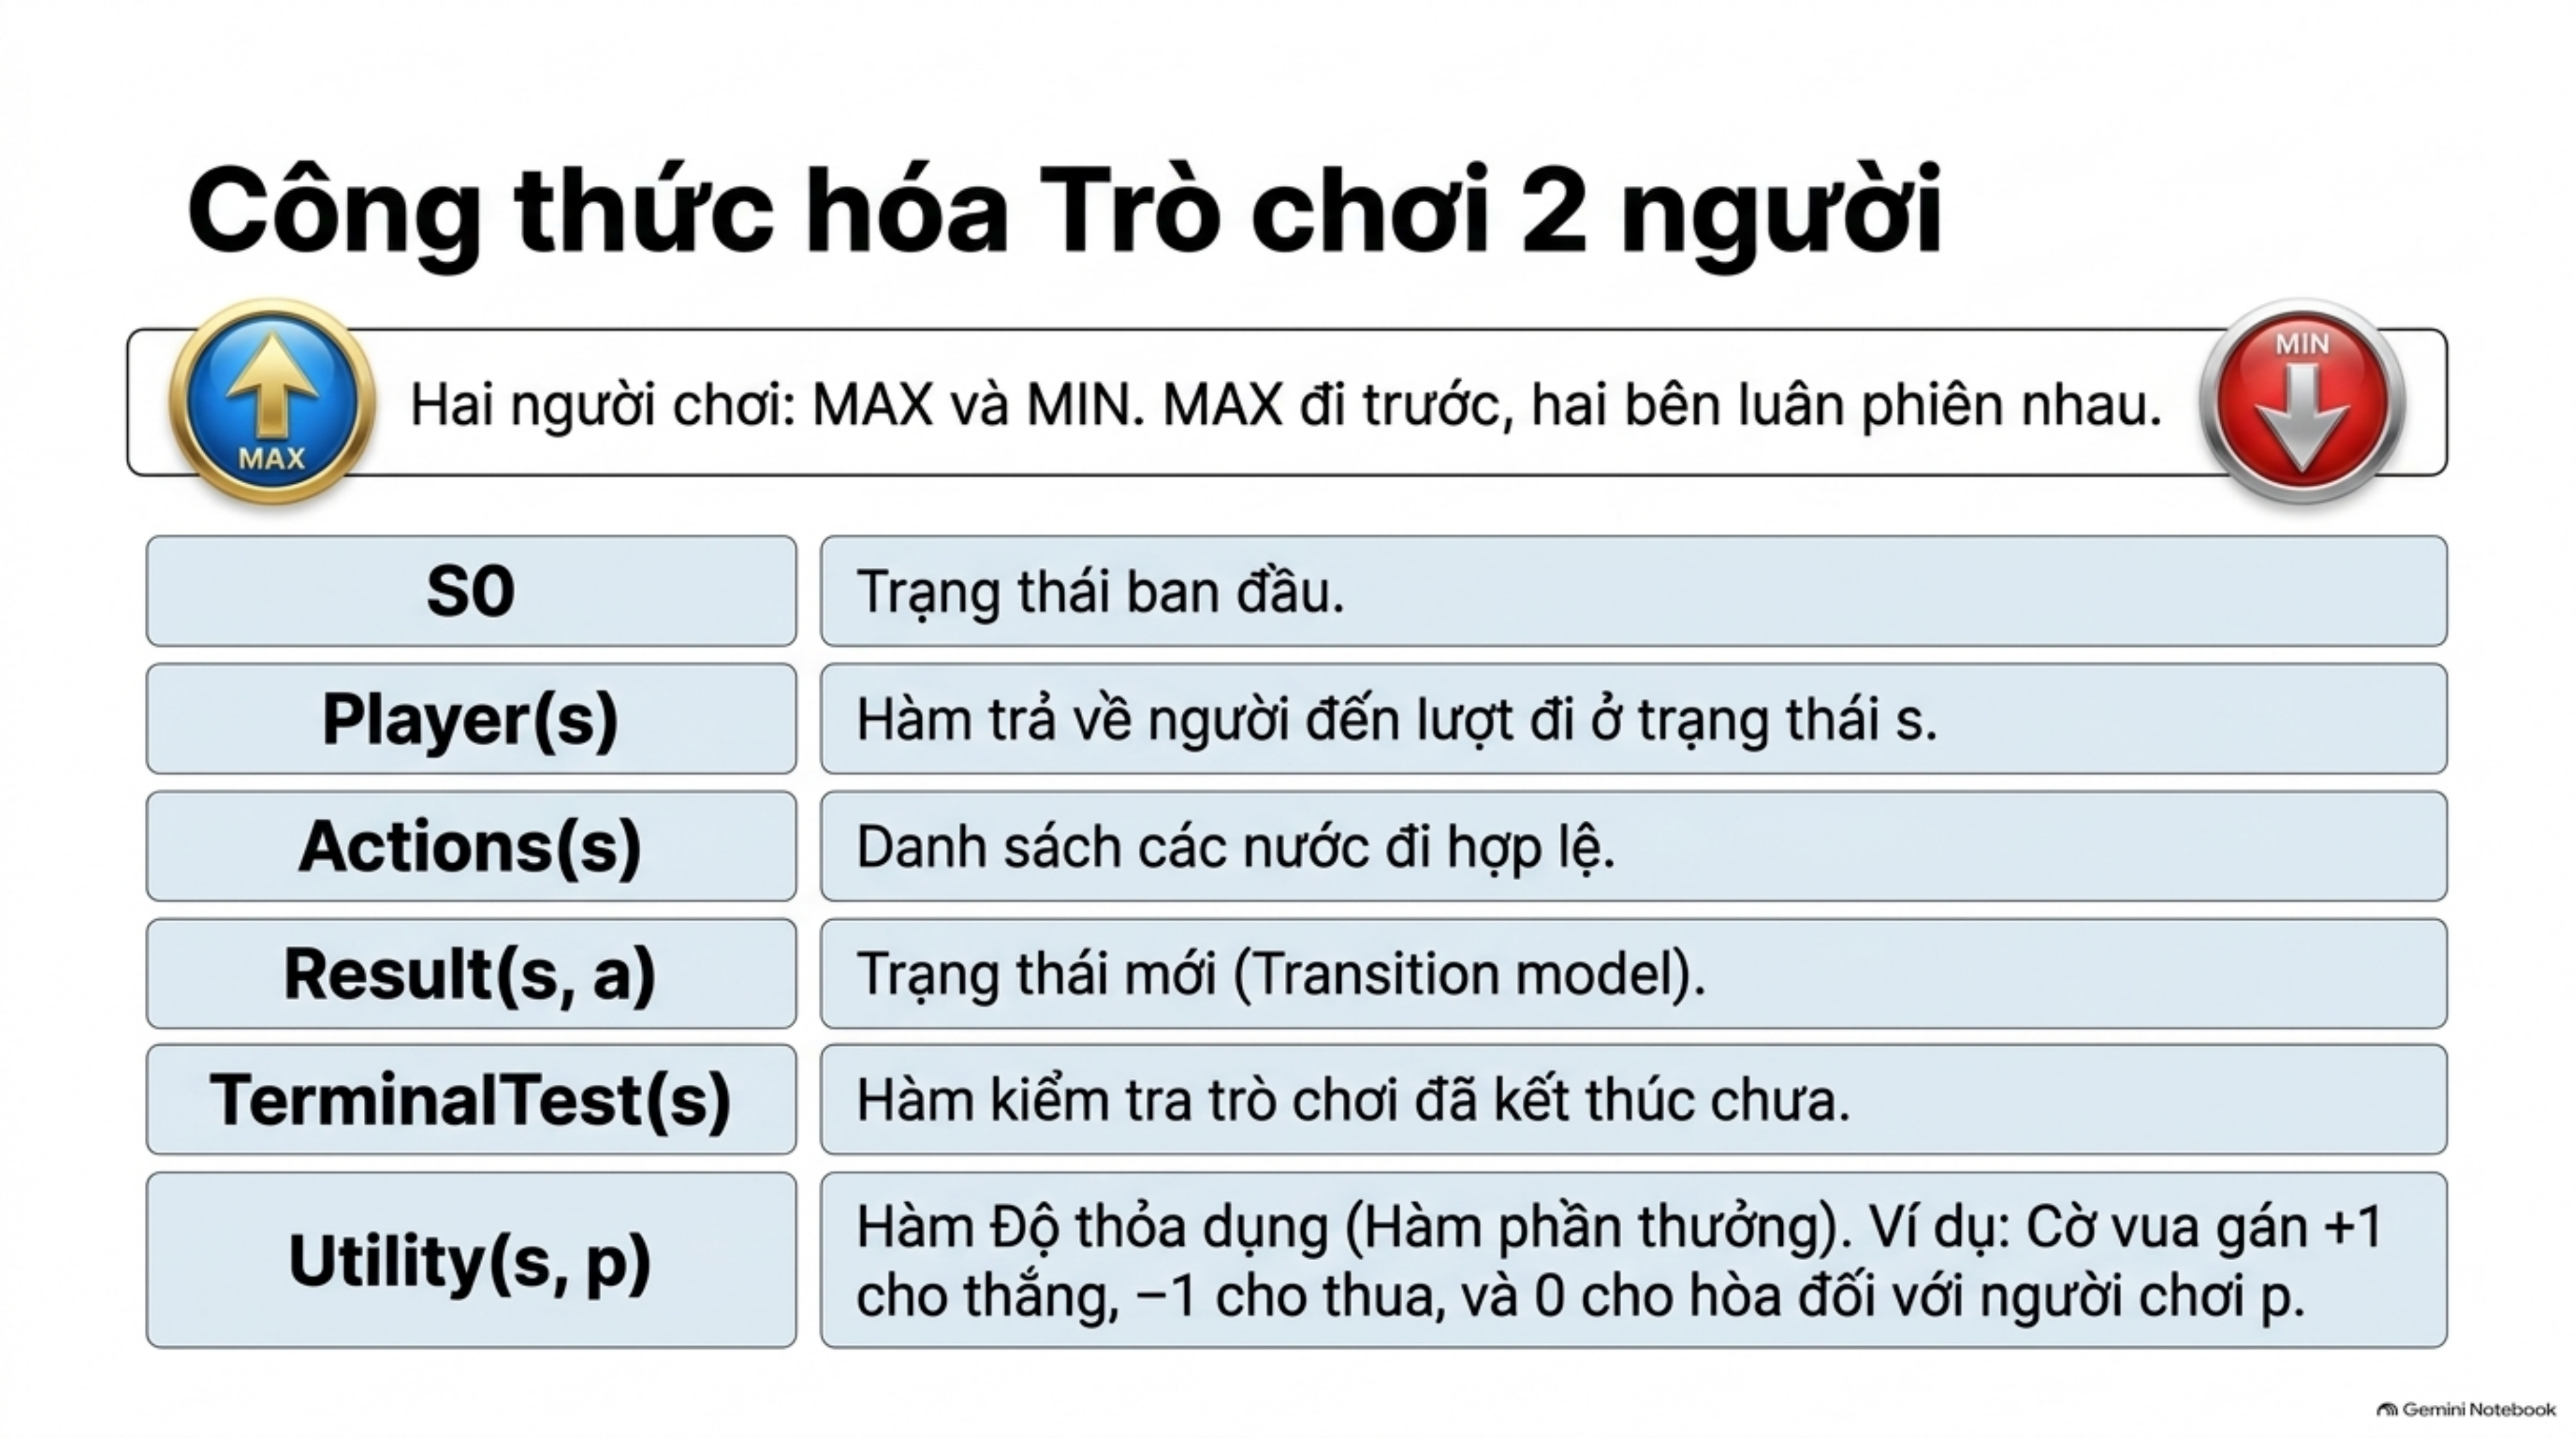 Công thức hóa Trò chơi 2 người
MAX
Hai người chơi: MAX và MIN. MAX đi trước, hai bên luân phiên nhau.
MIN
S0
Trạng thái ban đầu.
Player(s)
Hàm trả về người đến lượt đi ở trạng thái s.
Actions(s)
Danh sách các nước đi hợp lệ.
Result(s, a)
Trạng thái mới (Transition model).
TerminalTest(s)
Hàm kiểm tra trò chơi đã kết thúc chưa.
Utility(s, p)
Hàm Độ thỏa dụng (Hàm phần thưởng). Ví dụ: Cờ vua gán +1
cho thắng, –1 cho thua, và 0 cho hòa đối với người chơi p.
Gemini Notebook